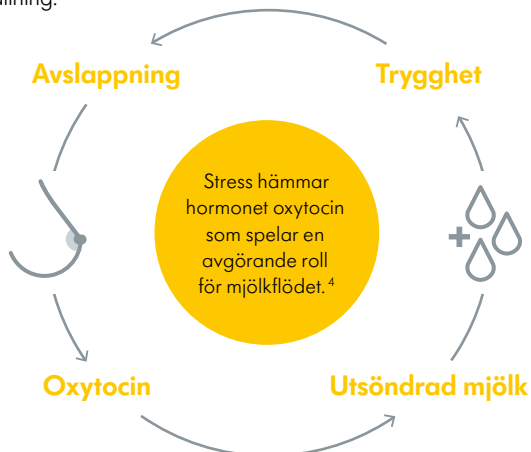 Avslappning
Trygghet
Stress hämmar
hormonet oxytocin
som spelar en
avgörande roll
för mjölkflödet.⁴
Oxytocin
Utsöndrad mjölk